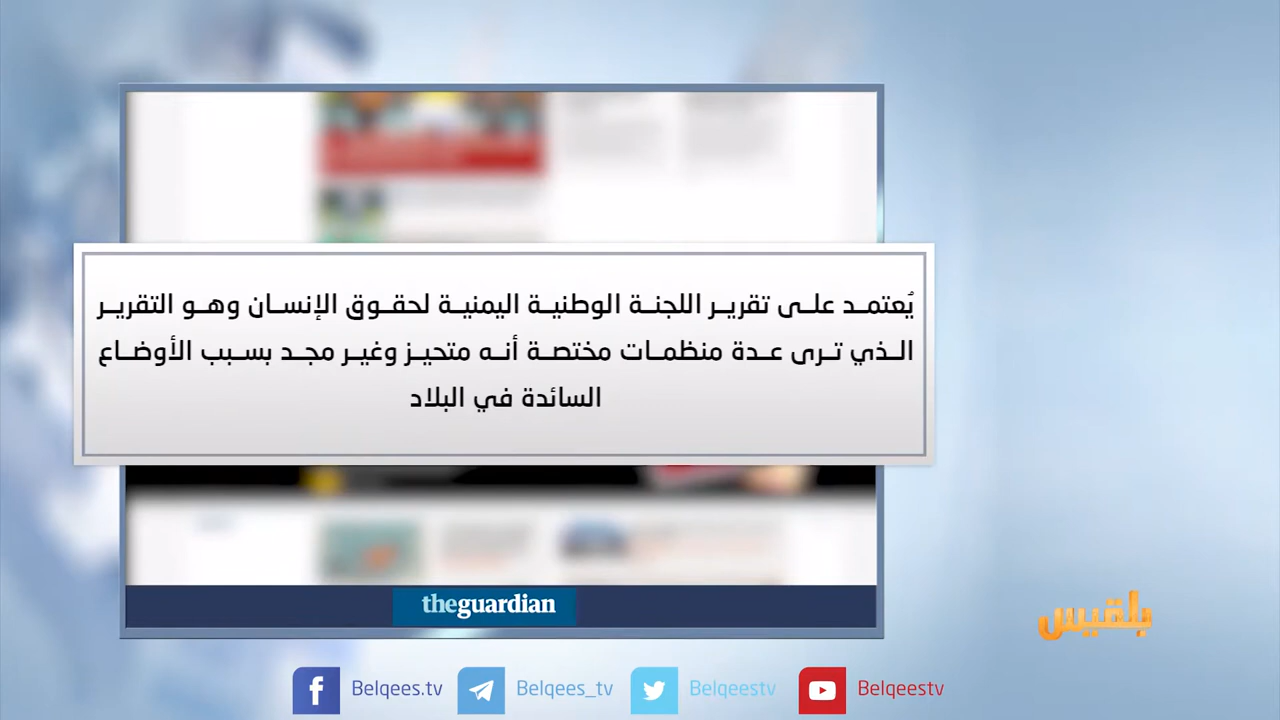 يُعتمد على تقرير اللجنة الوطنية اليمنية لحقوق الإنسان وهو التقرير
الذي ترى عدة منظمات مختصة أنه متحيز وغير مجد بسبب الأوضاع
السائدة في البلاد
theguardian
بلقيس
Belqees.tv Belqees_tv Belqeestv Belqeestv